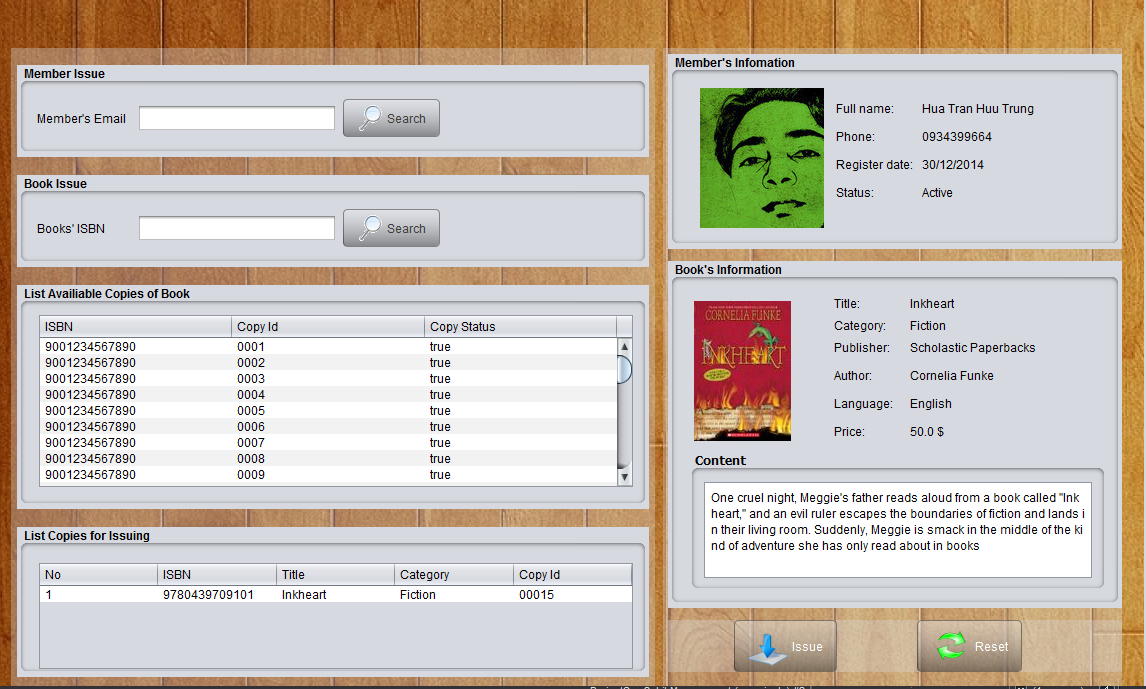 Member Issue
Member's Email
Search
Book Issue
Books' ISBN
Search
List Availiable Copies of Book
ISBN Copy Id Copy Status
9001234567890 0001 true
9001234567890 0002 true
9001234567890 0003 true
9001234567890 0004 true
9001234567890 0005 true
9001234567890 0006 true
9001234567890 0007 true
9001234567890 0008 true
9001234567890 0009 true
List Copies for Issuing
No ISBN Title Category Copy Id
1 9780439709101 Inkheart Fiction 00015
Member's Infomation
Full name: Hua Tran Huu Trung
Phone: 0934399664
Register date: 30/12/2014
Status: Active
Book's Information
CORNELIA FUNKE
INKHEART
SCHOLASTIC
Title: Inkheart
Category: Fiction
Publisher: Scholastic Paperbacks
Author: Cornelia Funke
Language: English
Price: 50.0 $
Content
One cruel night, Meggie's father reads aloud from a book called "Ink
heart," and an evil ruler escapes the boundaries of fiction and lands i
n their living room. Suddenly, Meggie is smack in the middle of the ki
nd of adventure she has only read about in books
Issue
Reset